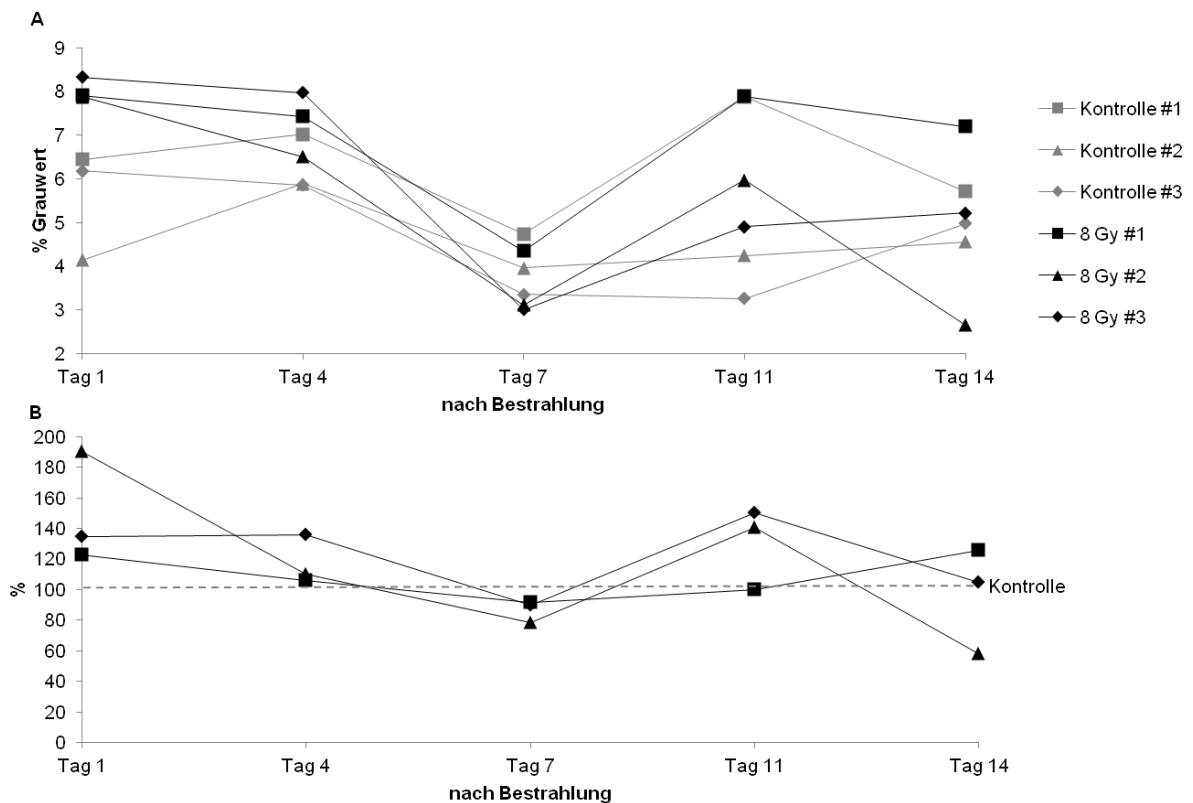 A
9
8
7
6
5
4
3
2
% Grauwert
Tag 1
Tag 4
Tag 7
Tag 11
Tag 14
nach Bestrahlung
Kontrolle #1
Kontrolle #2
Kontrolle #3
8 Gy #1
8 Gy #2
8 Gy #3
B
200
180
160
140
120
100
80
60
40
20
0
%
Kontrolle
Tag 1
Tag 4
Tag 7
Tag 11
Tag 14
nach Bestrahlung